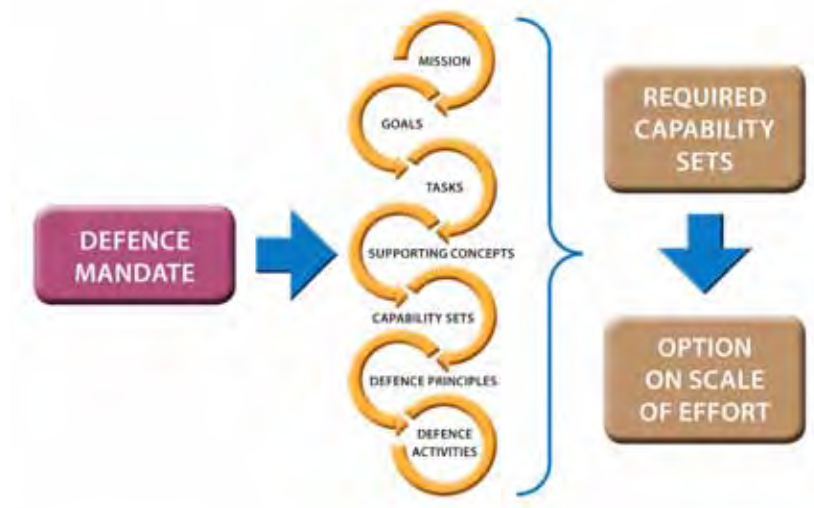 DEFENCE
MANDATE
MISSION
GOALS
TASKS
SUPPORTING CONCEPTS
CAPABILITY SETS
DEFENCE PRINCIPLES
DEFENCE
ACTIVITIES
REQUIRED
CAPABILITY
SETS
OPTION
ON SCALE
OF EFFORT